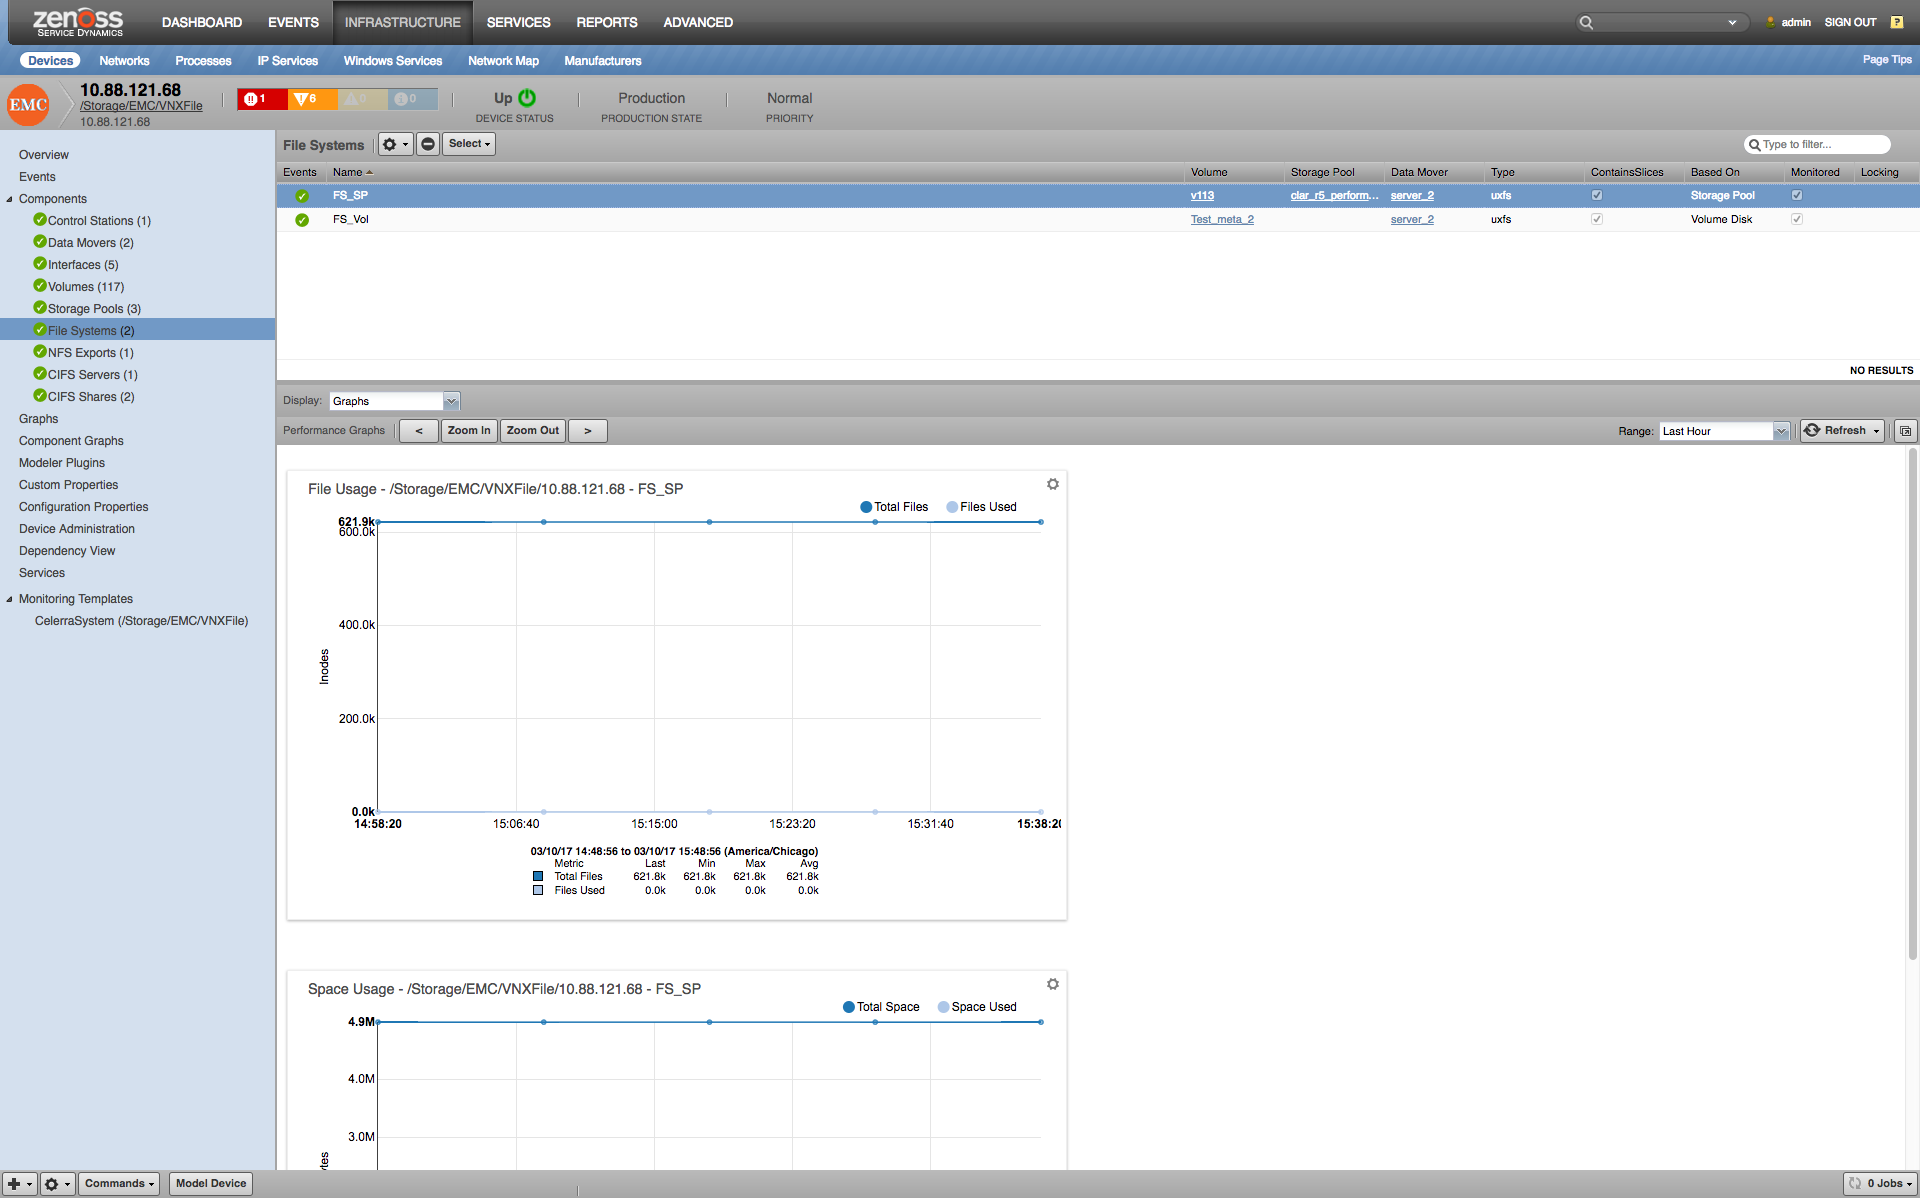 zenoss DASHBOARD EVENTS INFRASTRUCTURE SERVICES REPORTS ADVANCED admin SIGN OUT ?
SERVICE DYNAMICS
Devices Networks Processes IP Services Windows Services Network Map Manufacturers Page Tips
EMC
10.88.121.68
/Storage/EMC/VNXFile
10.88.121.68
1 6 0 0
Up
DEVICE STATUS
Production
PRODUCTION STATE
Normal
PRIORITY
Overview
Events
Components
Control Stations (1)
Data Movers (2)
Interfaces (5)
Volumes (117)
Storage Pools (3)
File Systems (2)
NFS Exports (1)
CIFS Servers (1)
CIFS Shares (2)
Graphs
Component Graphs
Modeler Plugins
Custom Properties
Configuration Properties
Device Administration
Dependency View
Services
Monitoring Templates
CelerraSystem (/Storage/EMC/VNXFile)
File Systems Select Type to filter...
Events Name Volume Storage Pool Data Mover Type ContainsSlices Based On Monitored Locking
FS_SP v113 clar_r5_perform... server_2 uxfs Storage Pool
FS_Vol Test_meta_2 server_2 uxfs Volume Disk
NO RESULTS
Display: Graphs
Performance Graphs < Zoom In Zoom Out > Range: Last Hour Refresh
File Usage - /Storage/EMC/VNXFile/10.88.121.68 - FS_SP
Total Files Files Used
621.9k
600.0k
400.0k
Inodes
200.0k
0.0k
14:58:20 15:06:40 15:15:00 15:23:20 15:31:40 15:38:20
03/10/17 14:48:56 to 03/10/17 15:48:56 (America/Chicago)
Metric Last Min Max Avg
Total Files 621.8k 621.8k 621.8k 621.8k
Files Used 0.0k 0.0k 0.0k 0.0k
Space Usage - /Storage/EMC/VNXFile/10.88.121.68 - FS_SP
Total Space Space Used
4.9M
4.0M
3.0M
Commands Model Device 0 Jobs